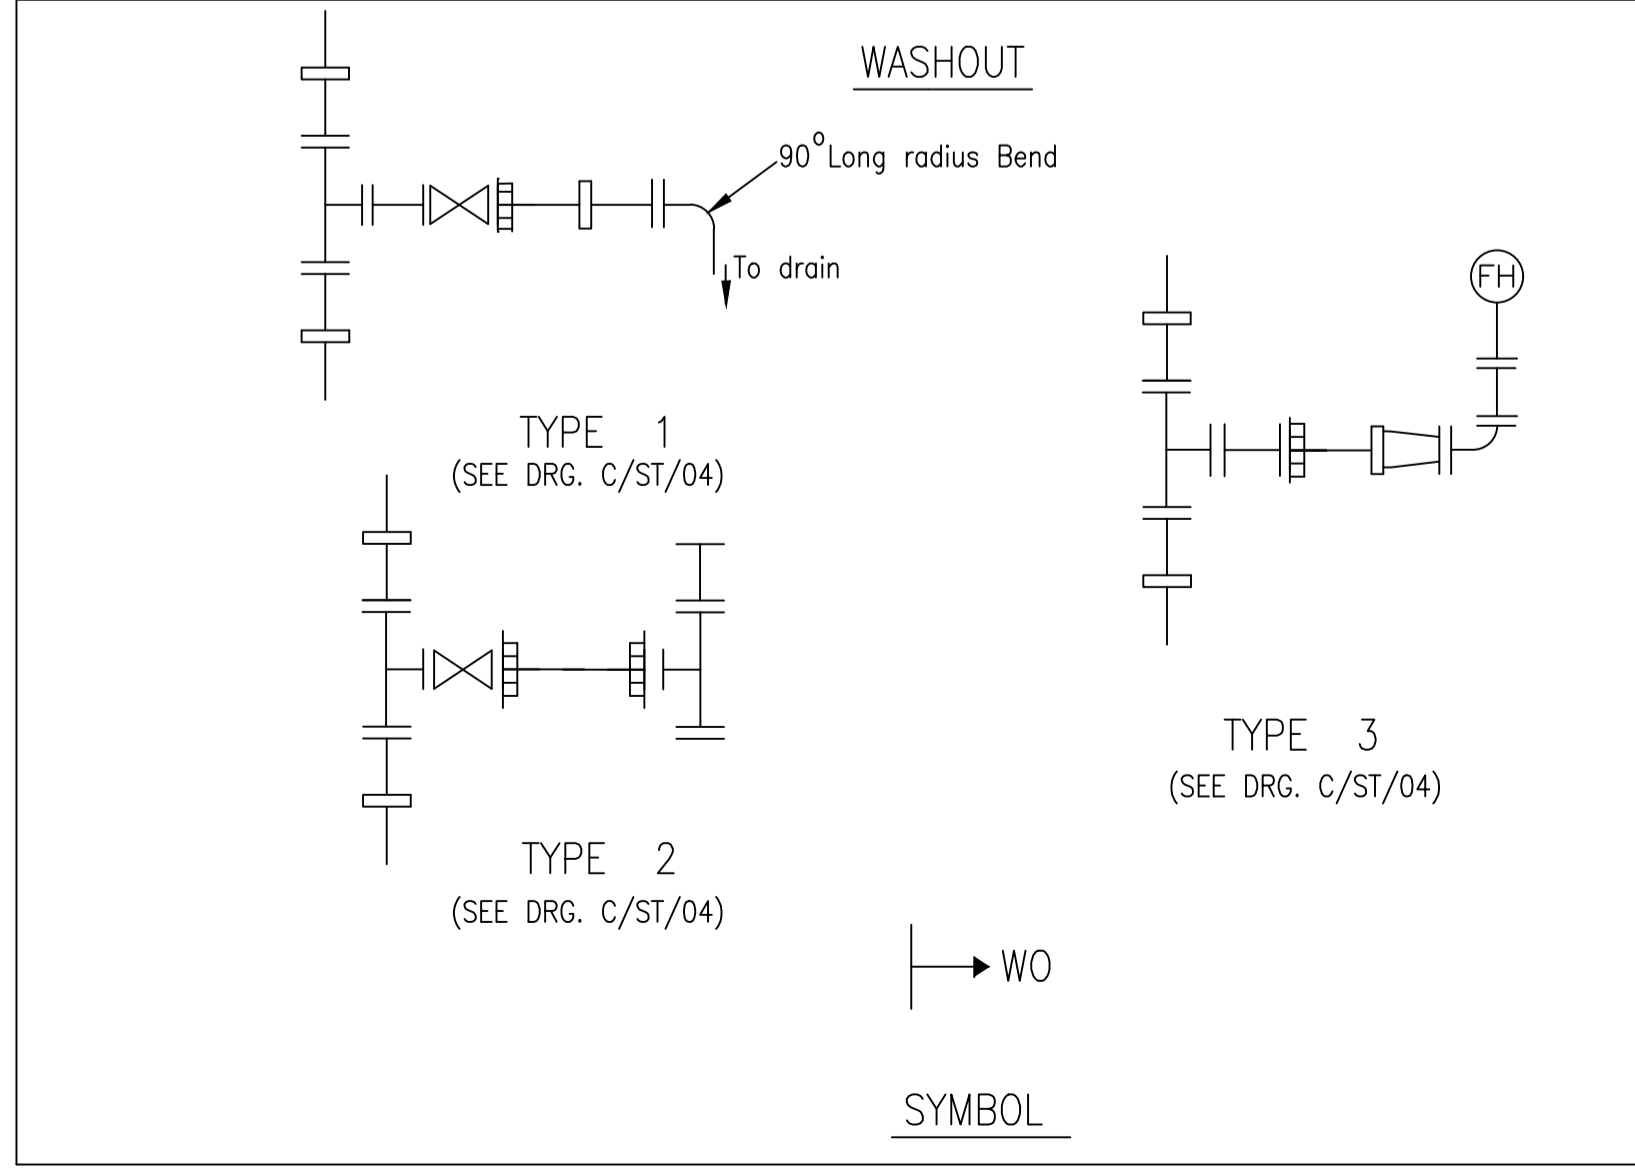 WASHOUT
90°Long radius Bend
To drain
FH
TYPE 1
(SEE DRG. C/ST/04)
TYPE 3
(SEE DRG. C/ST/04)
TYPE 2
(SEE DRG. C/ST/04)
WO
SYMBOL